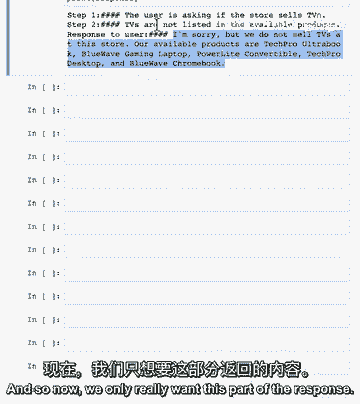 Step 1:#### The user is asking if the store sells TVs.
Step 2:#### TVs are not listed in the available products.
Response to user:#### I'm sorry, but we do not sell TVs a
t this store. Our available products are TechPro Ultraboo
k, BlueWave Gaming Laptop, PowerLite Convertible, TechPro
Desktop, and BlueWave Chromebook.
In [ ]:
In [ ]:
In [ ]:
In [ ]:
In [ ]:
In [ ]:
In [ ]:
In [ ]:
In [ ]:
In [ ]:
In [ ]:
In [ ]:
In [ ]:
现在，我们只想要这部分返回的内容。
And so now, we only really want this part of the response.